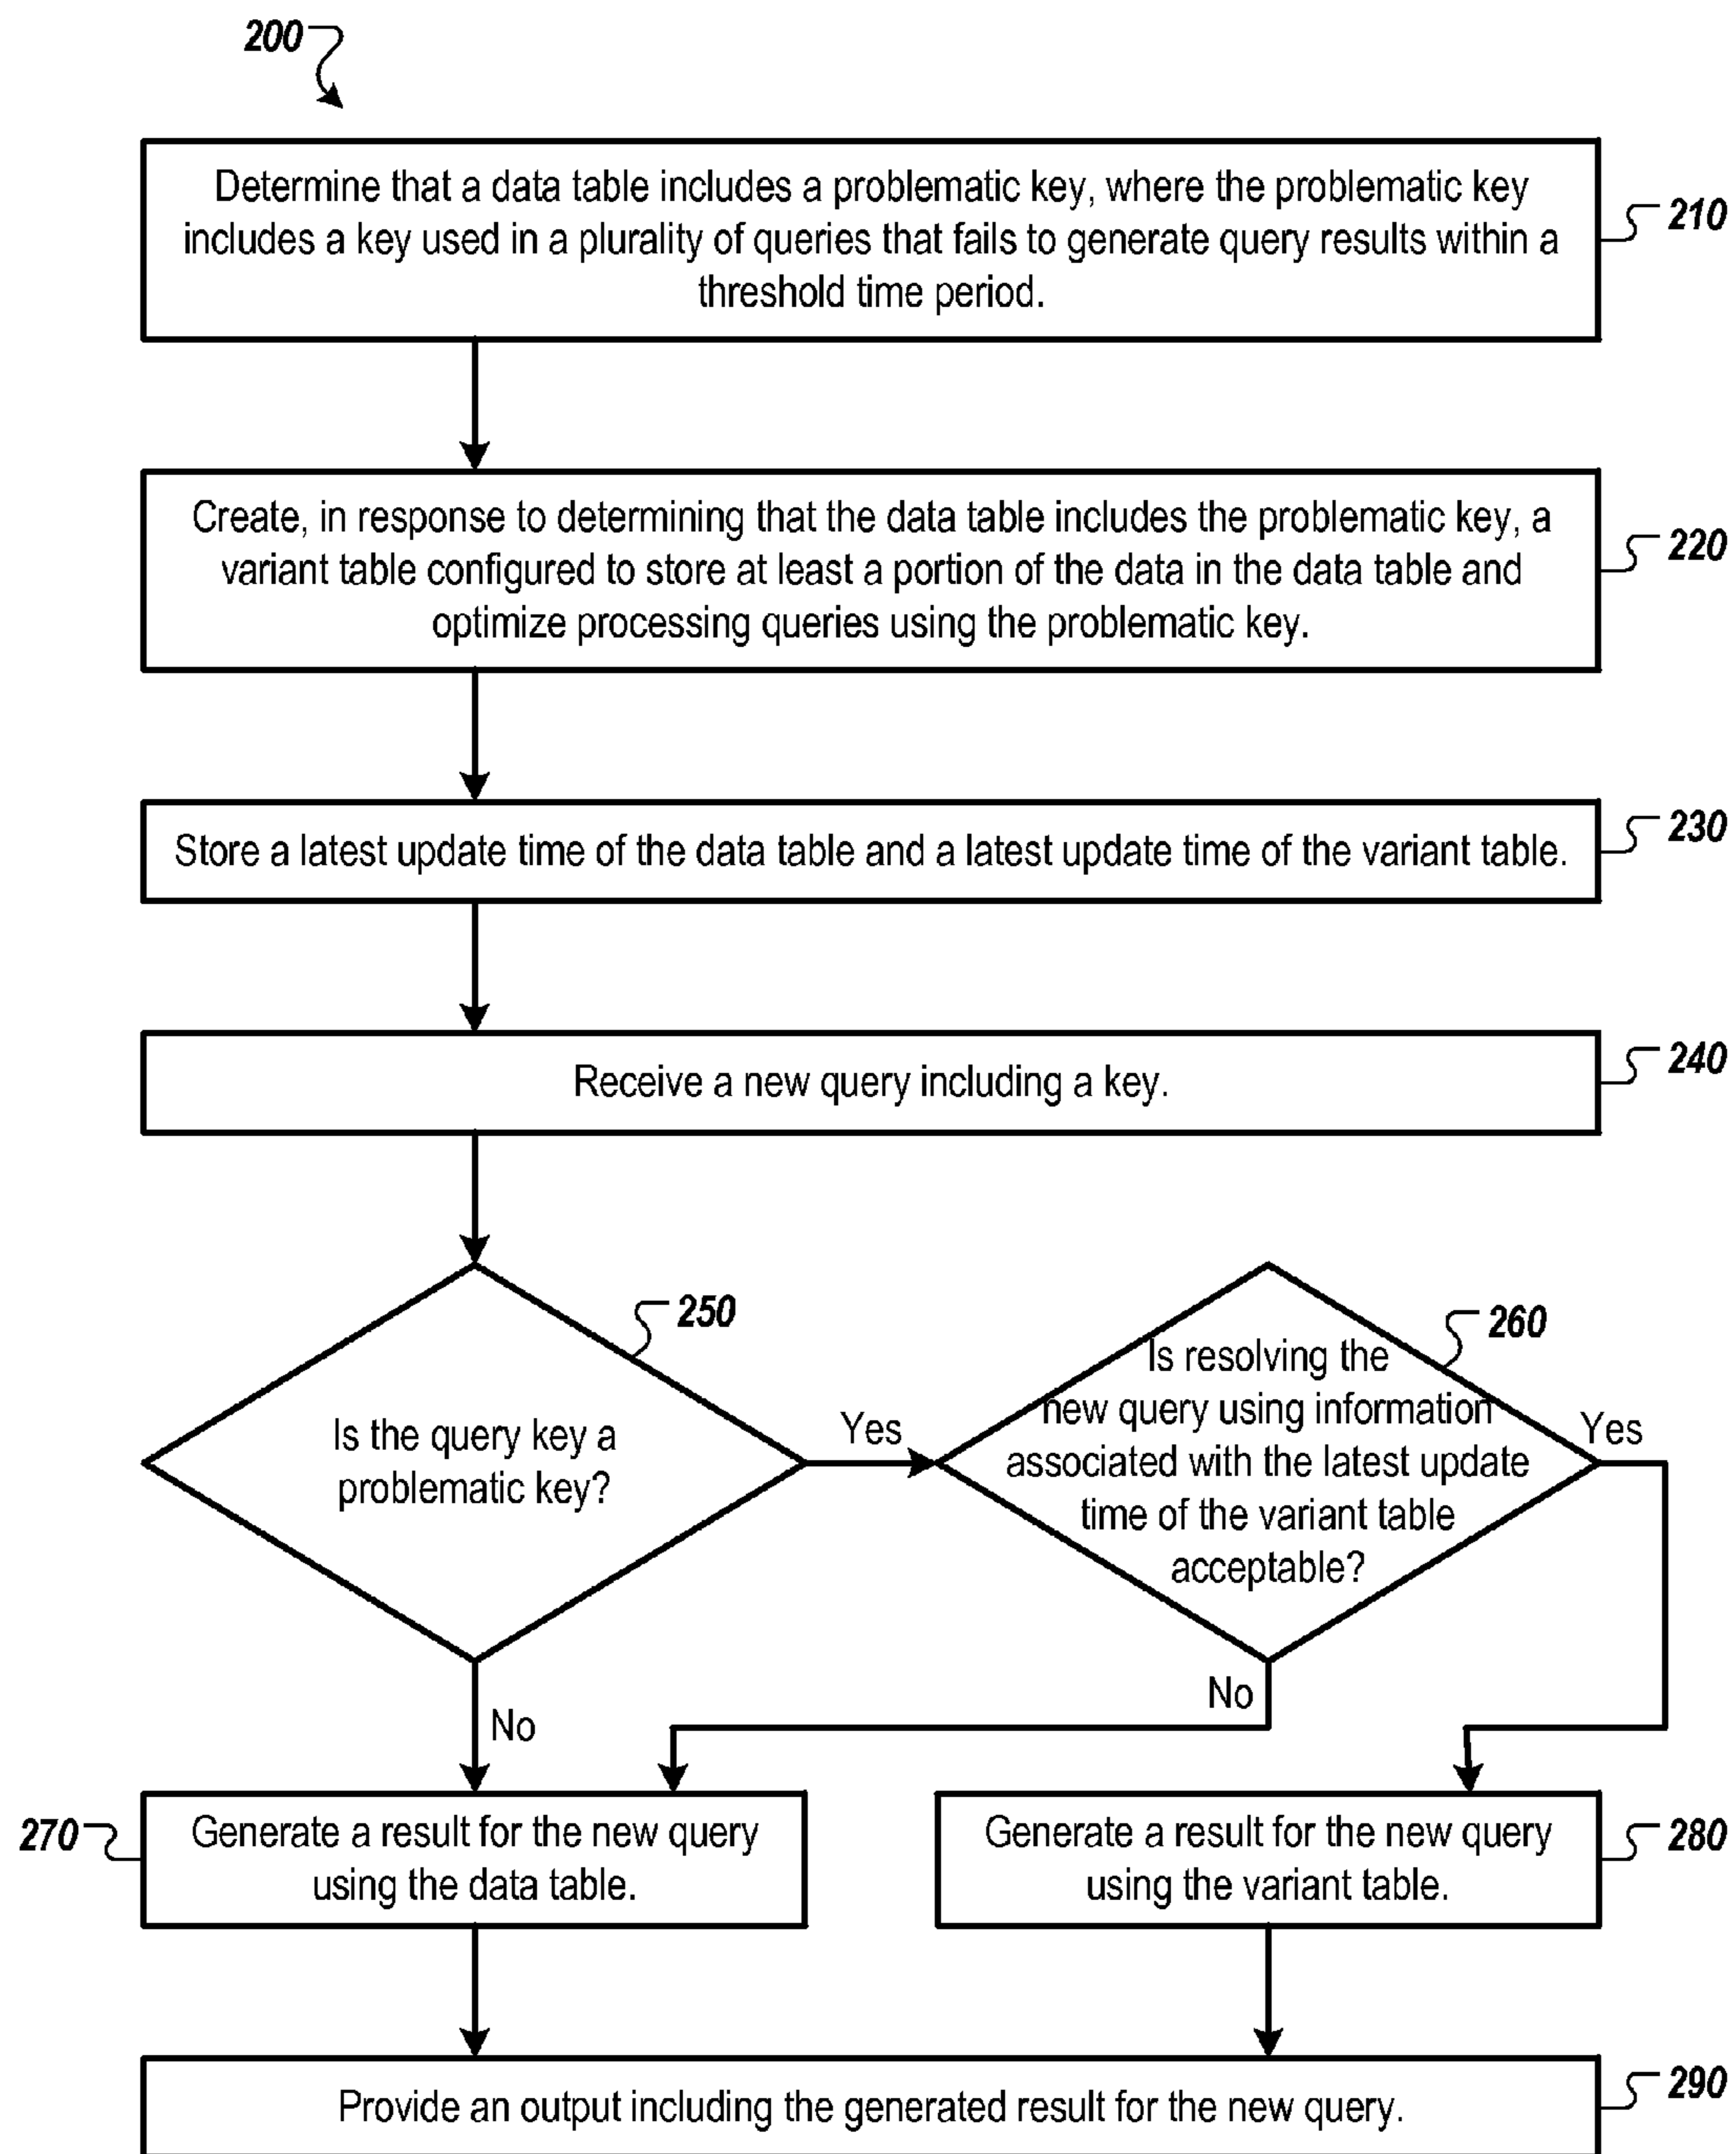 200
Determine that a data table includes a problematic key, where the problematic key
includes a key used in a plurality of queries that fails to generate query results within a
threshold time period.
210
Create, in response to determining that the data table includes the problematic key, a
variant table configured to store at least a portion of the data in the data table and
optimize processing queries using the problematic key.
220
Store a latest update time of the data table and a latest update time of the variant table.
230
Receive a new query including a key.
240
Is the query key a
problematic key?
250
Yes
No
Is resolving the
new query using information
associated with the latest update
time of the variant table
acceptable?
260
Yes
No
270
Generate a result for the new query
using the data table.
Generate a result for the new query
using the variant table.
280
Provide an output including the generated result for the new query.
290